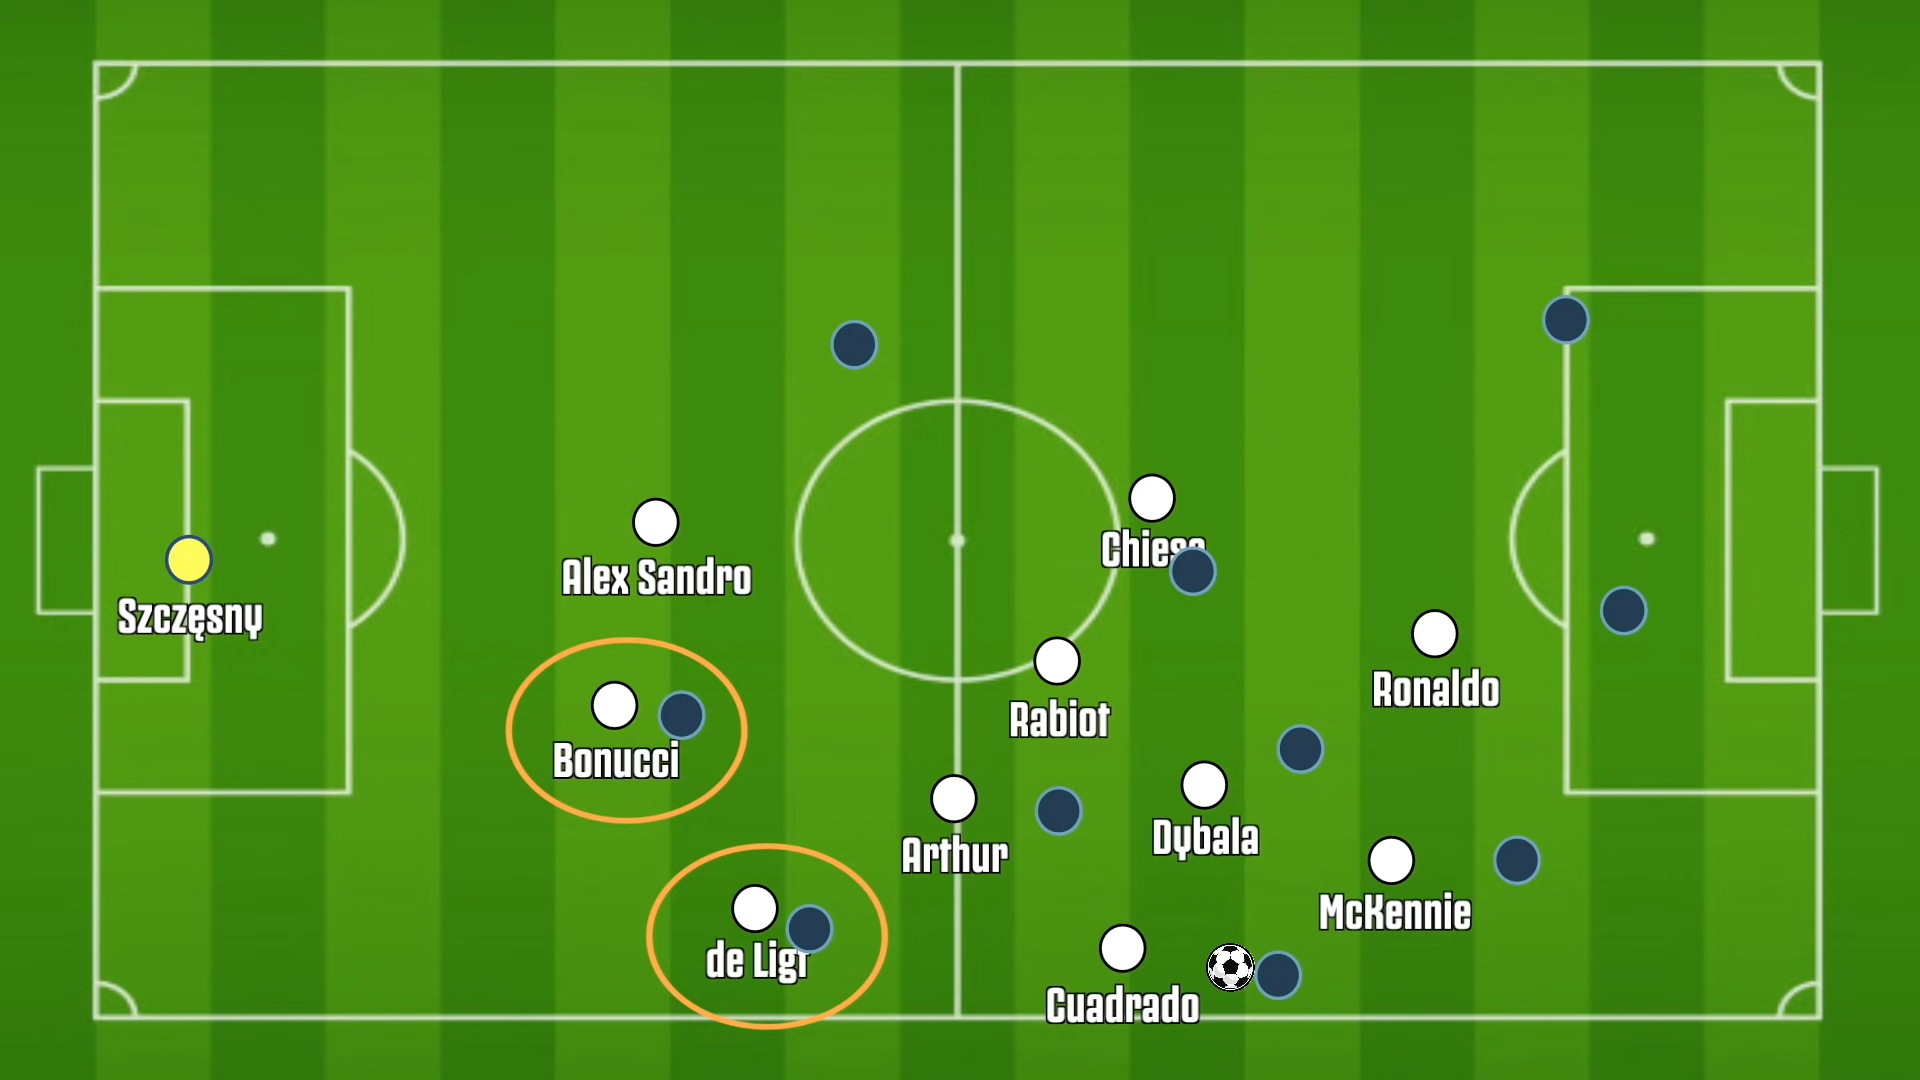 Chies
Alex Sandro
Szczęsny
Ronaldo
Rabiot
Bonucci
Dybala
Arthur
McKennie
de Lig
Cuadrado